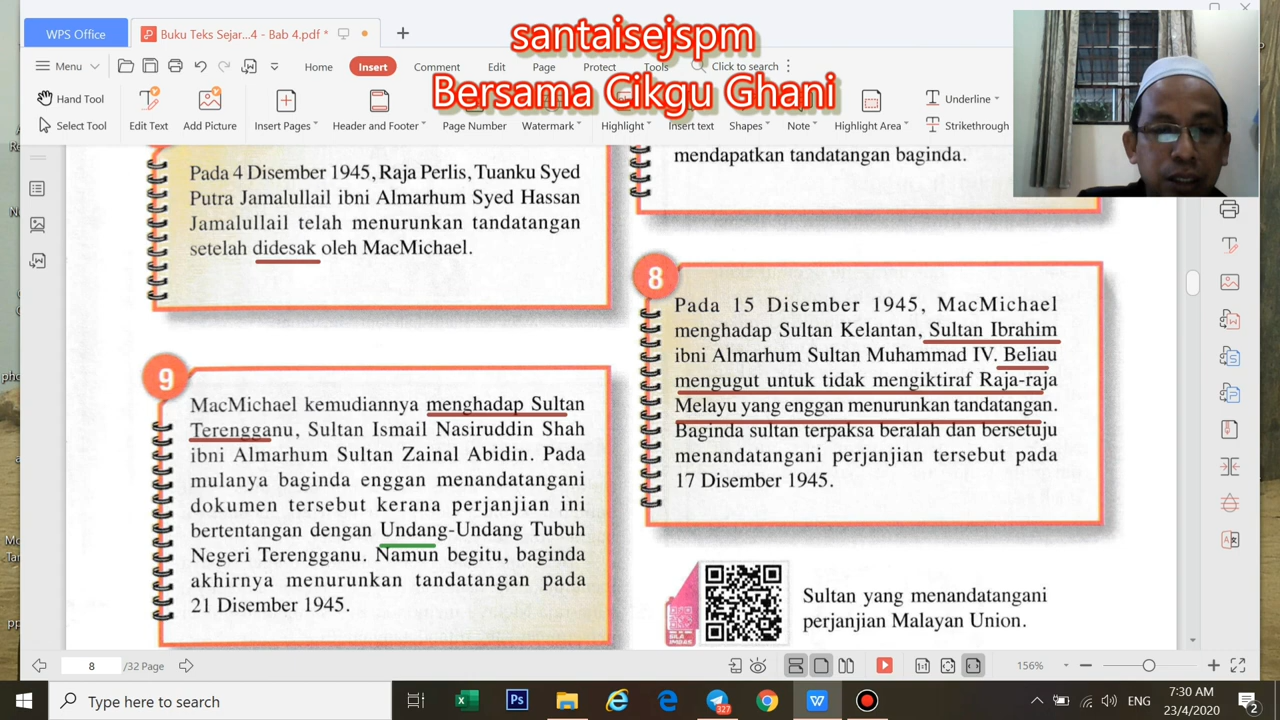 santaisejspm
Bersama Cikgu Ghani
WPS Office
Buku Teks Sejar...4 - Bab 4.pdf *
Menu
Home
Insert
Comment
Edit
Page
Protect
Tools
Click to search
Hand Tool
Select Tool
Edit Text
Add Picture
Insert Pages
Header and Footer
Page Number
Watermark
Highlight
Insert text
Shapes
Note
Highlight Area
Underline
Strikethrough
Pada 4 Disember 1945, Raja Perlis, Tuanku Syed
Putra Jamalullail ibni Almarhum Syed Hassan
Jamalullail telah menurunkan tandatangan
setelah didesak oleh MacMichael.
mendapatkan tandatangan baginda.
8
Pada 15 Disember 1945, MacMichael
menghadap Sultan Kelantan, Sultan Ibrahim
ibni Almarhum Sultan Muhammad IV. Beliau
mengugut untuk tidak mengiktiraf Raja-raja
Melayu yang enggan menurunkan tandatangan.
Baginda sultan terpaksa beralah dan bersetuju
menandatangani perjanjian tersebut pada
17 Disember 1945.
9
MacMichael kemudiannya menghadap Sultan
Terengganu, Sultan Ismail Nasiruddin Shah
ibni Almarhum Sultan Zainal Abidin. Pada
mulanya baginda enggan menandatangani
dokumen tersebut kerana perjanjian ini
bertentangan dengan Undang-Undang Tubuh
Negeri Terengganu. Namun begitu, baginda
akhirnya menurunkan tandatangan pada
21 Disember 1945.
Sultan yang menandatangani
perjanjian Malayan Union.
8
/32 Page
156%
Type here to search
327
ENG
7:30 AM
23/4/2020
2